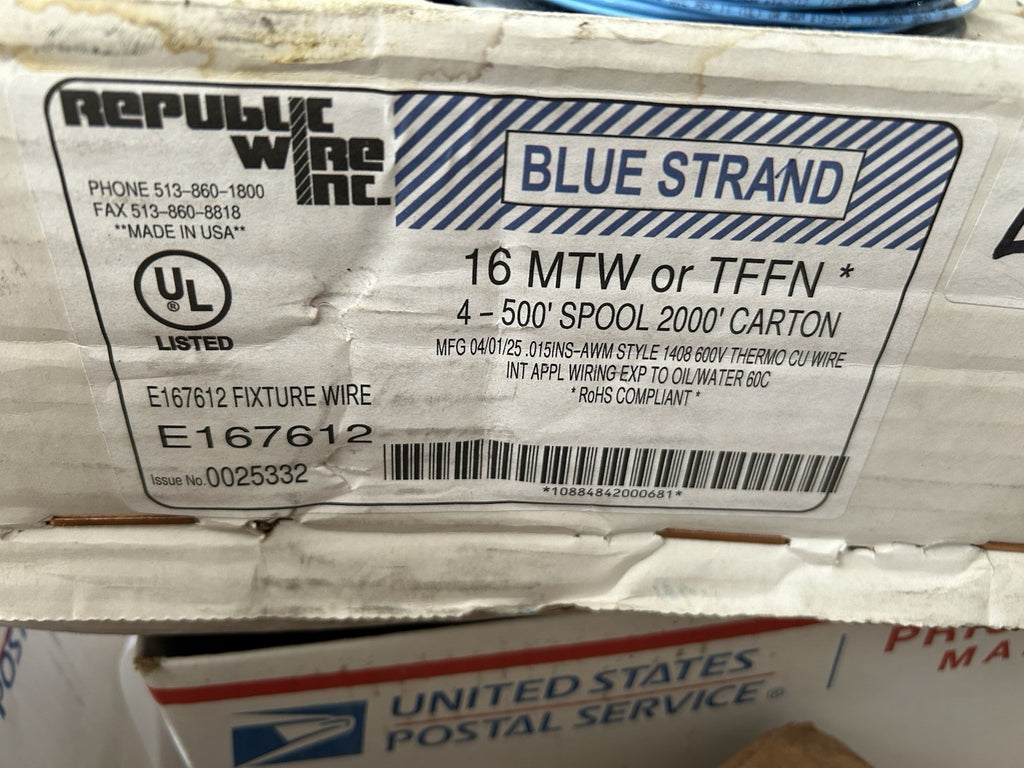 REPUBLIC
WIRE
INC.
PHONE 513-860-1800
FAX 513-860-8818
**MADE IN USA**
UL
®
LISTED
E167612 FIXTURE WIRE
E167612
Issue No. 0025332
BLUE STRAND
16 MTW or TFFN *
4 - 500' SPOOL 2000' CARTON
MFG 04/01/25 .015INS-AWM STYLE 1408 600V THERMO CU WIRE
INT APPL WIRING EXP TO OIL/WATER 60C
* RoHS COMPLIANT *
*10884842000681*
UNITED STATES
POSTAL SERVICE®